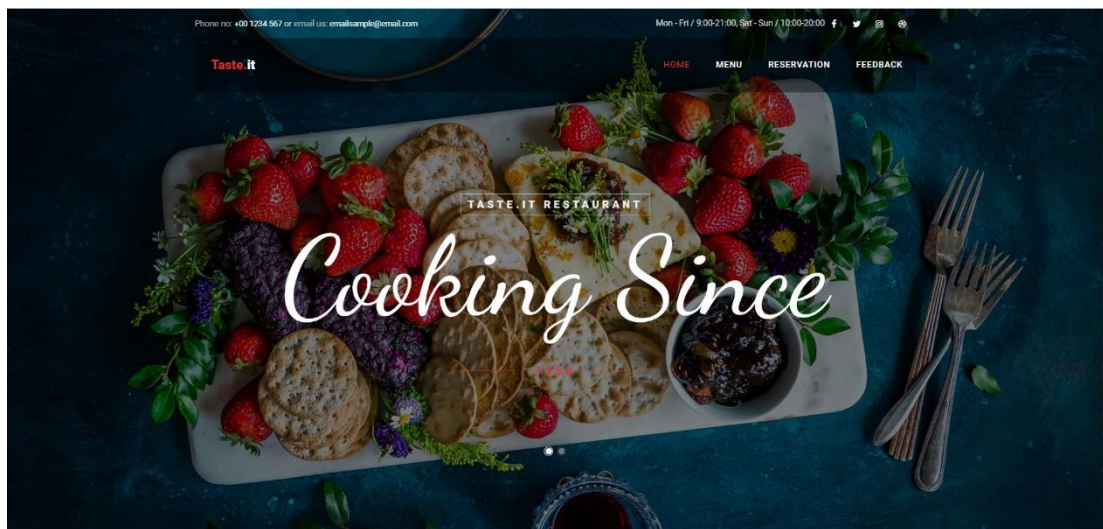 Phone no: +00 1234 567 or email us: emailsample@email.com
Mon - Fri / 9:00-21:00, Sat - Sun / 10:00-20:00
Taste.it
HOME MENU RESERVATION FEEDBACK
TASTE.IT RESTAURANT
Cooking Since